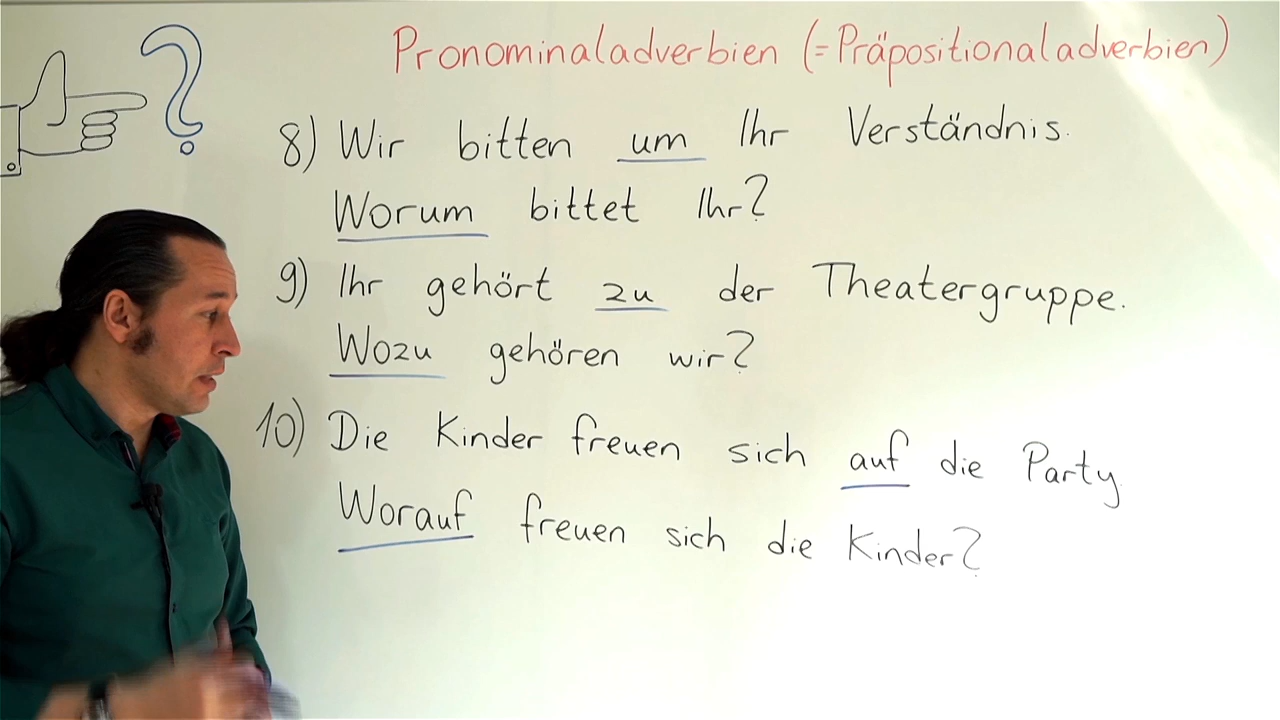 Pronominaladverbien (=Präpositionaladverbien)
8) Wir bitten um Ihr Verständnis.
Worum bittet Ihr?
9) Ihr gehört zu der Theatergruppe.
Wozu gehören wir?
10) Die Kinder freuen sich auf die Party.
Worauf freuen sich die Kinder?